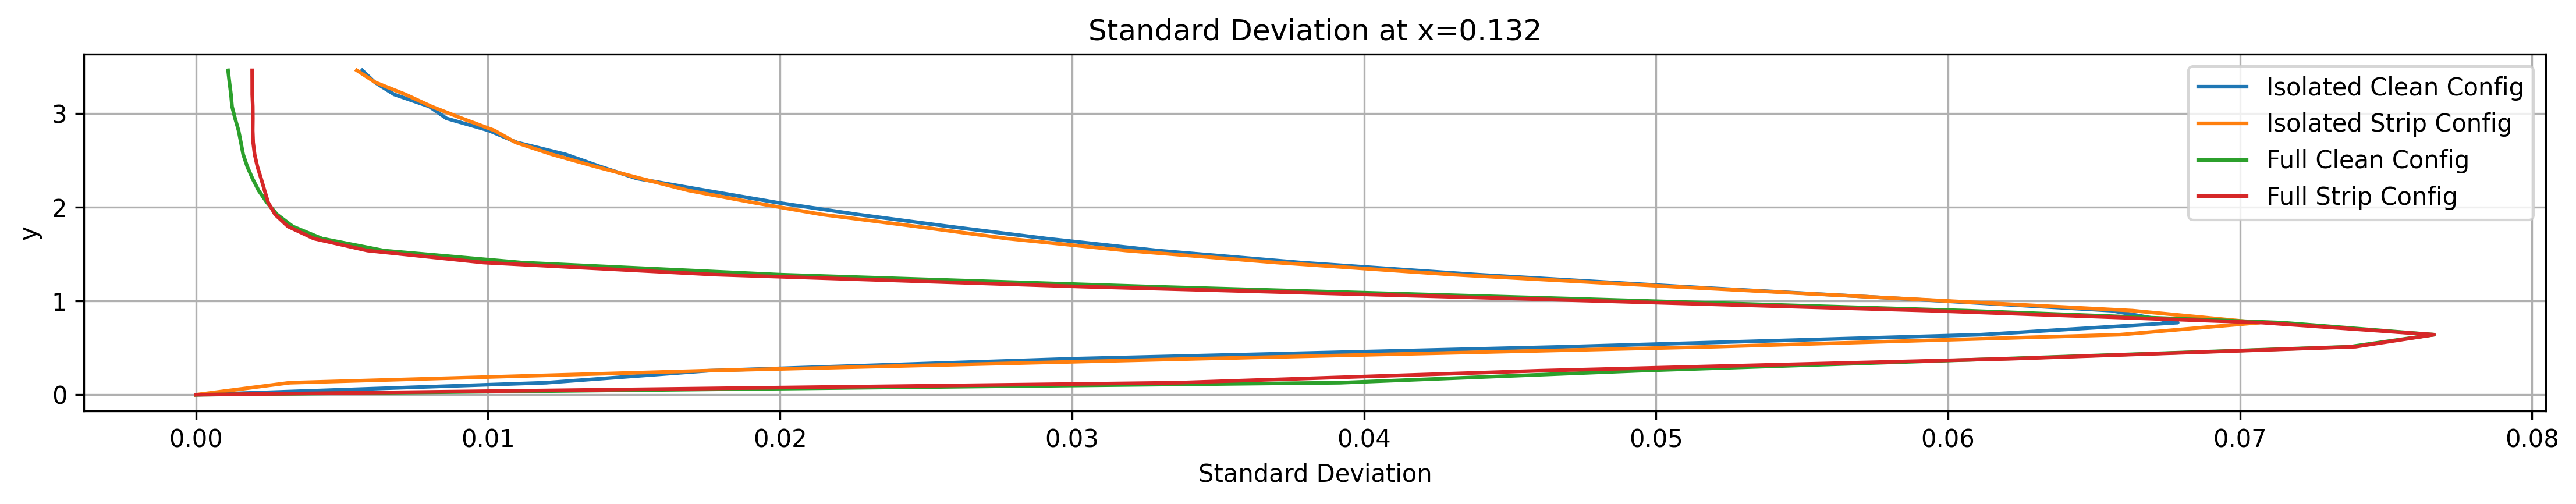 Standard Deviation at x=0.132
Isolated Clean Config
Isolated Strip Config
Full Clean Config
Full Strip Config
y
3
2
1
0
0.00 0.01 0.02 0.03 0.04 0.05 0.06 0.07 0.08
Standard Deviation